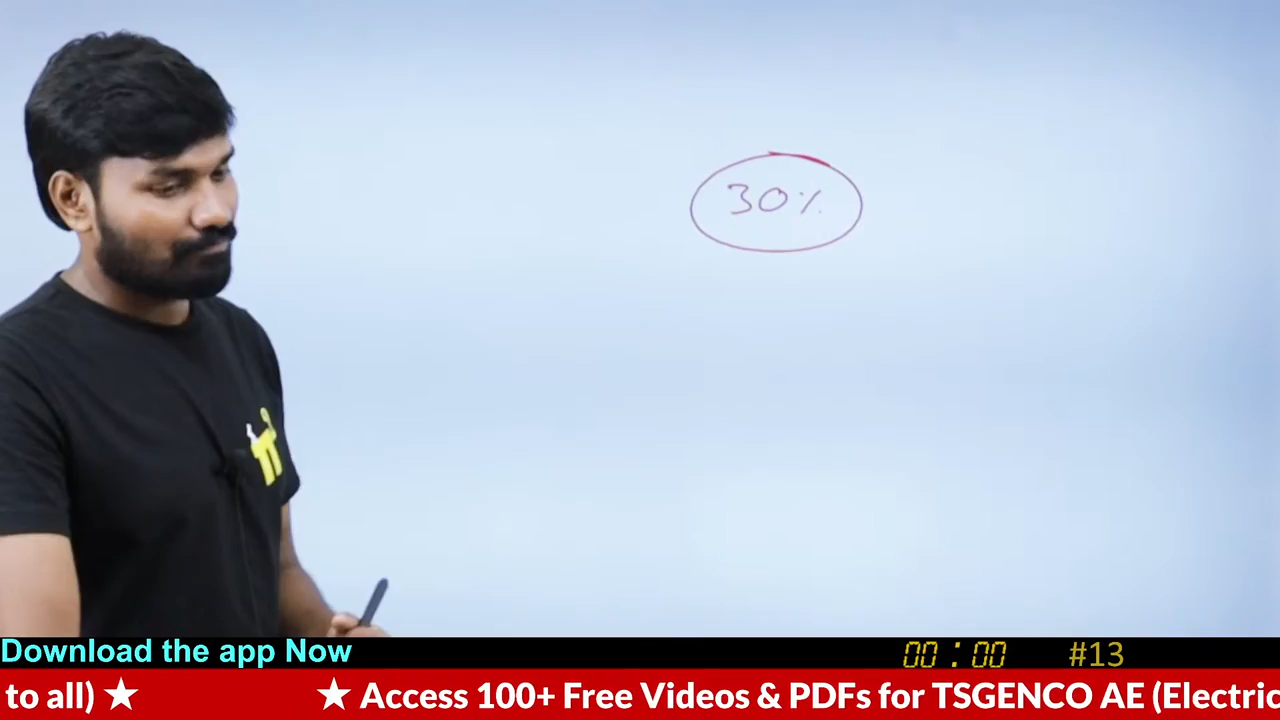 30%
Download the app Now
00:00 #13
to all) ★ ★ Access 100+ Free Videos & PDFs for TSGENCO AE (Electric